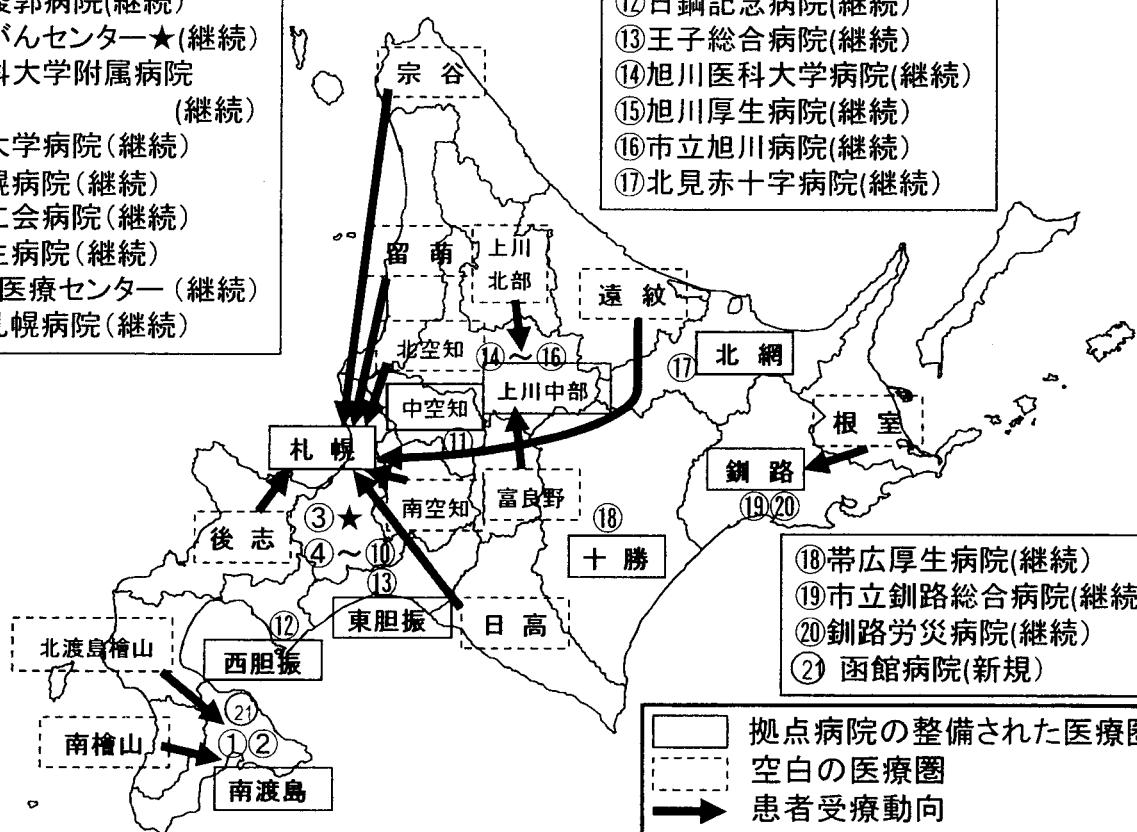 稜郭病院(継続)
がんセンター★(継続)
科大学附属病院
(継続)
大学病院(継続)
幌病院(継続)
仁会病院(継続)
生病院(継続)
医療センター(継続)
札幌病院(継続)
⑫日鋼記念病院(継続)
⑬王子総合病院(継続)
⑭旭川医科大学病院(継続)
⑮旭川厚生病院(継続)
⑯市立旭川病院(継続)
⑰北見赤十字病院(継続)
宗谷
留萌
上川
北部
遠紋
北空知
⑭～⑯
上川中部
⑰
北網
中空知
⑪
根室
札幌
釧路
⑲⑳
南空知
富良野
⑱
十勝
後志
③★
④～⑩
⑬
東胆振
日高
⑫
西胆振
北渡島檜山
㉑
南檜山
①②
南渡島
⑱帯広厚生病院(継続)
⑲市立釧路総合病院(継続
⑳釧路労災病院(継続)
㉑ 函館病院(新規)
拠点病院の整備された医療圏
空白の医療圏
患者受療動向